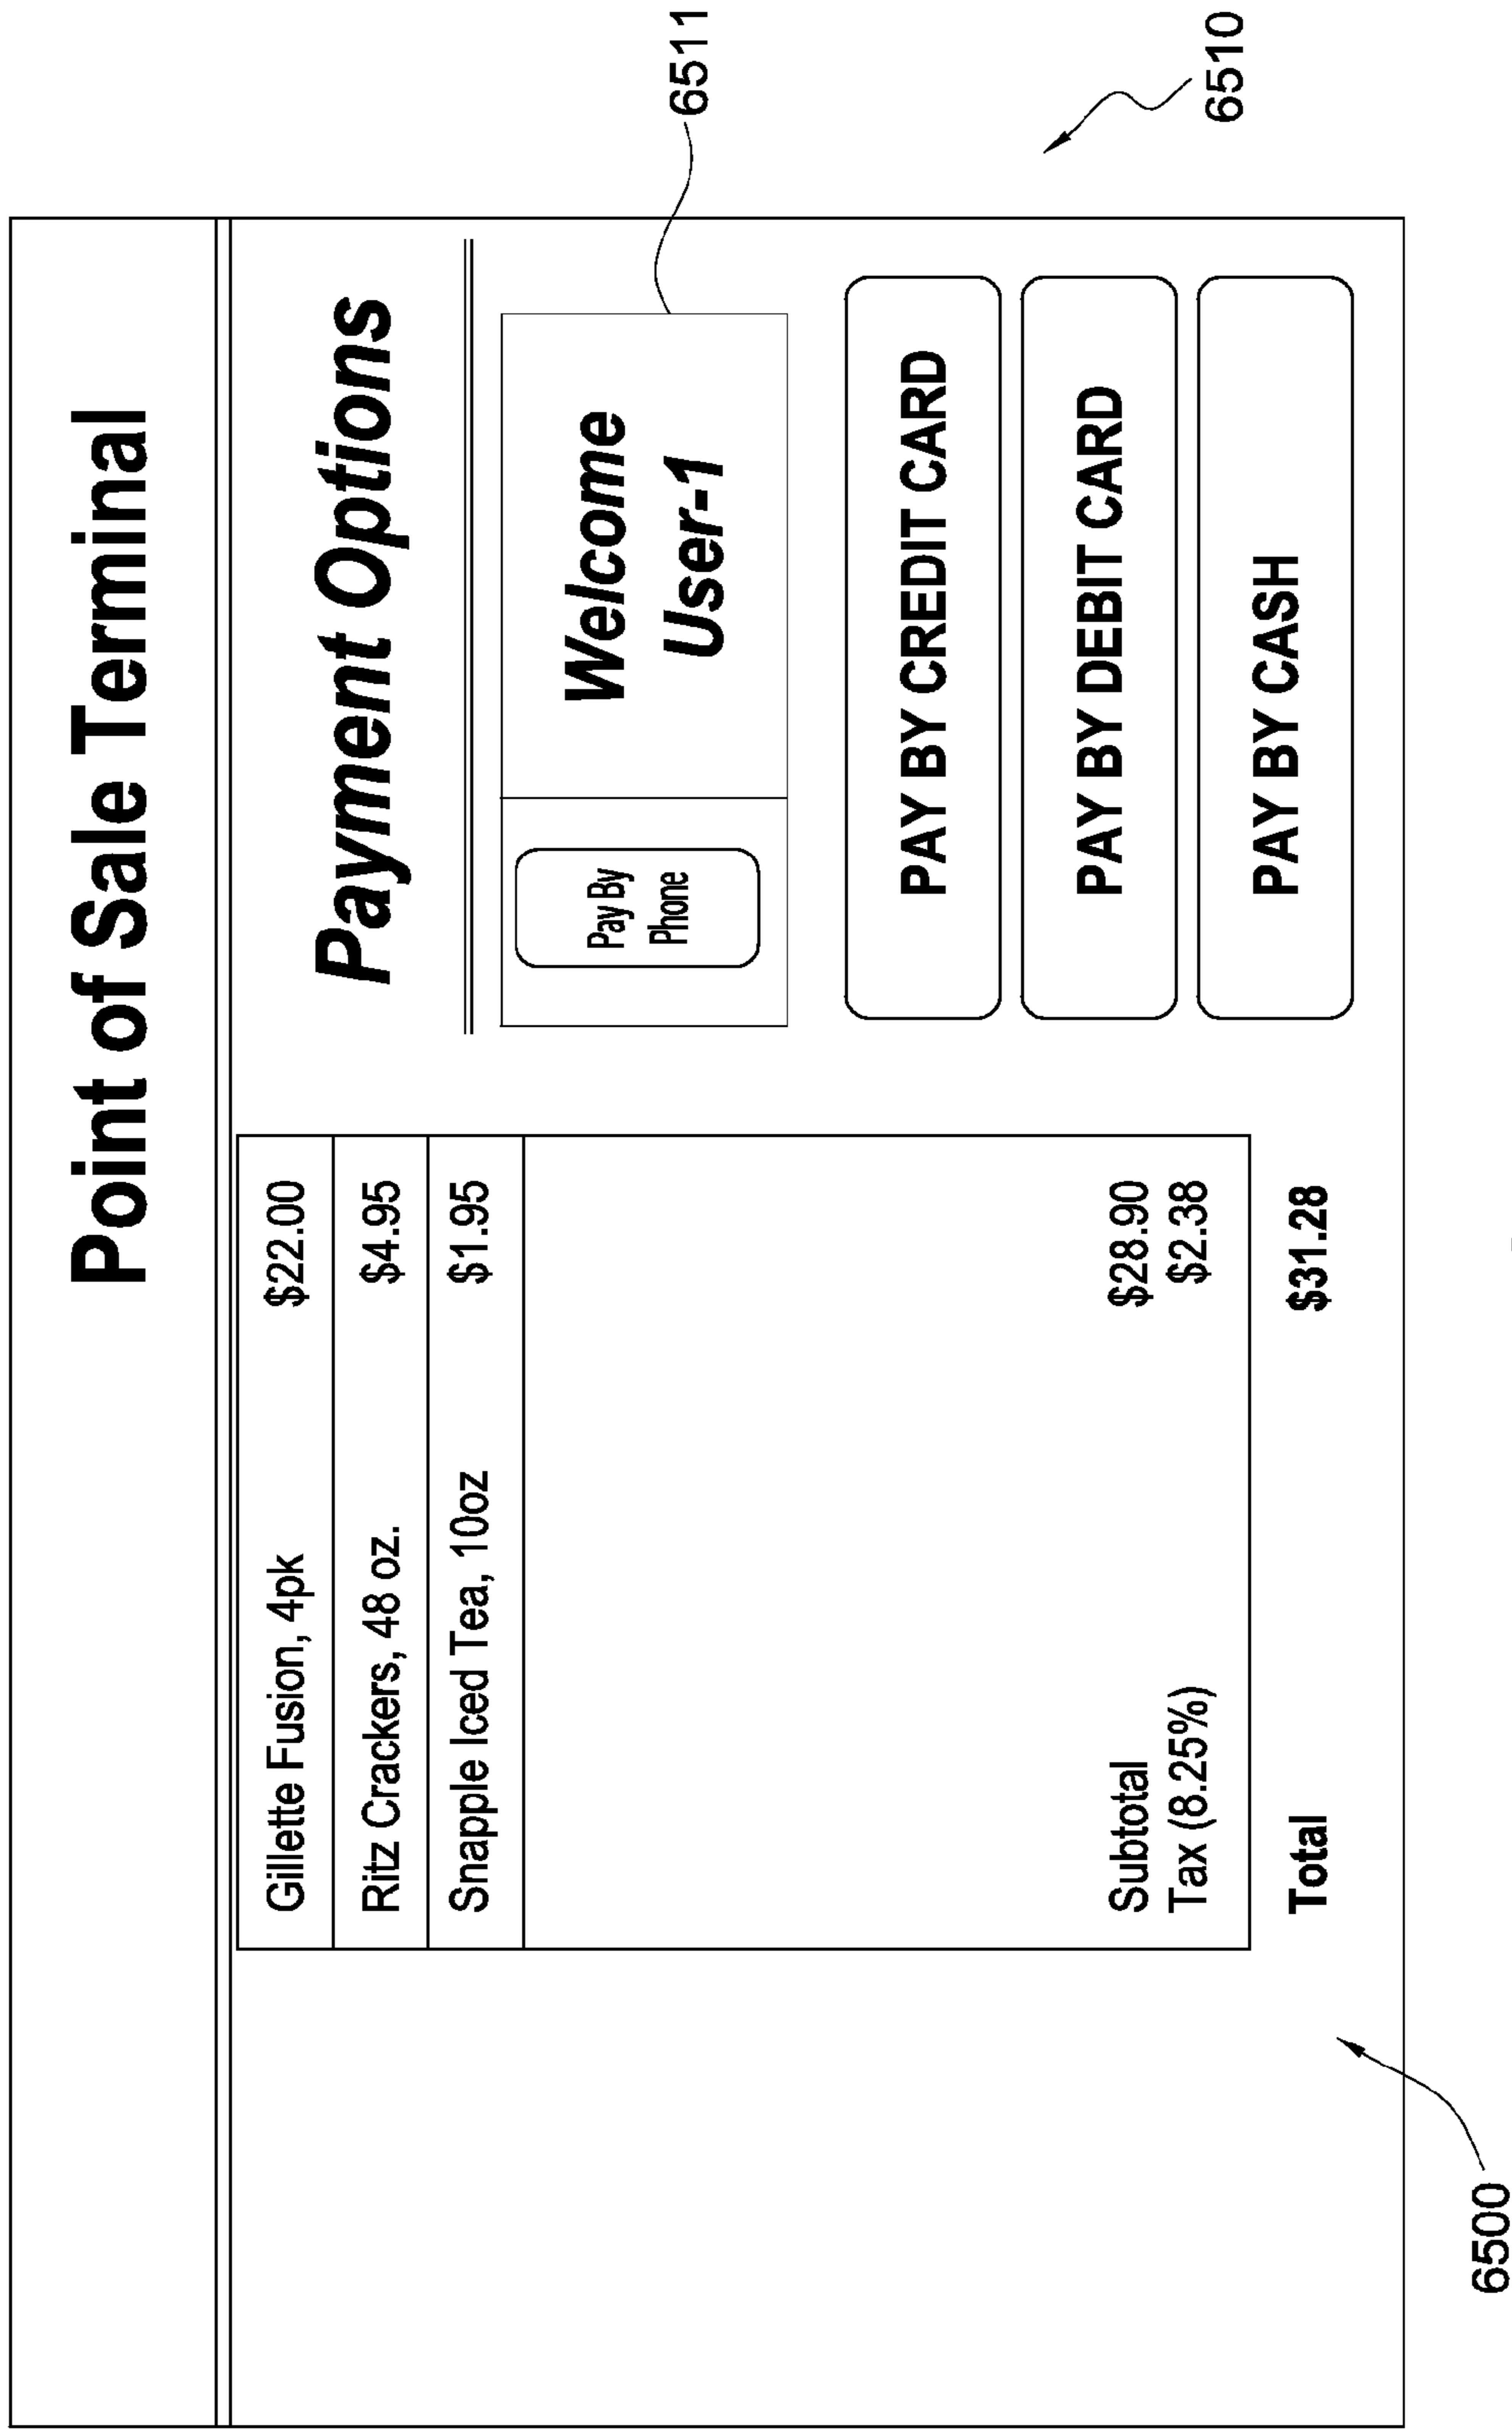 Point of Sale Terminal
Gillette Fusion, 4pk $22.00
Ritz Crackers, 48 oz. $4.95
Snapple Iced Tea, 10oz $1.95
Subtotal $28.90
Tax (8.25%) $2.38
Total $31.28
Payment Options
Pay By
Phone
Welcome
User-1
PAY BY CREDIT CARD
PAY BY DEBIT CARD
PAY BY CASH
6511
6510
6500